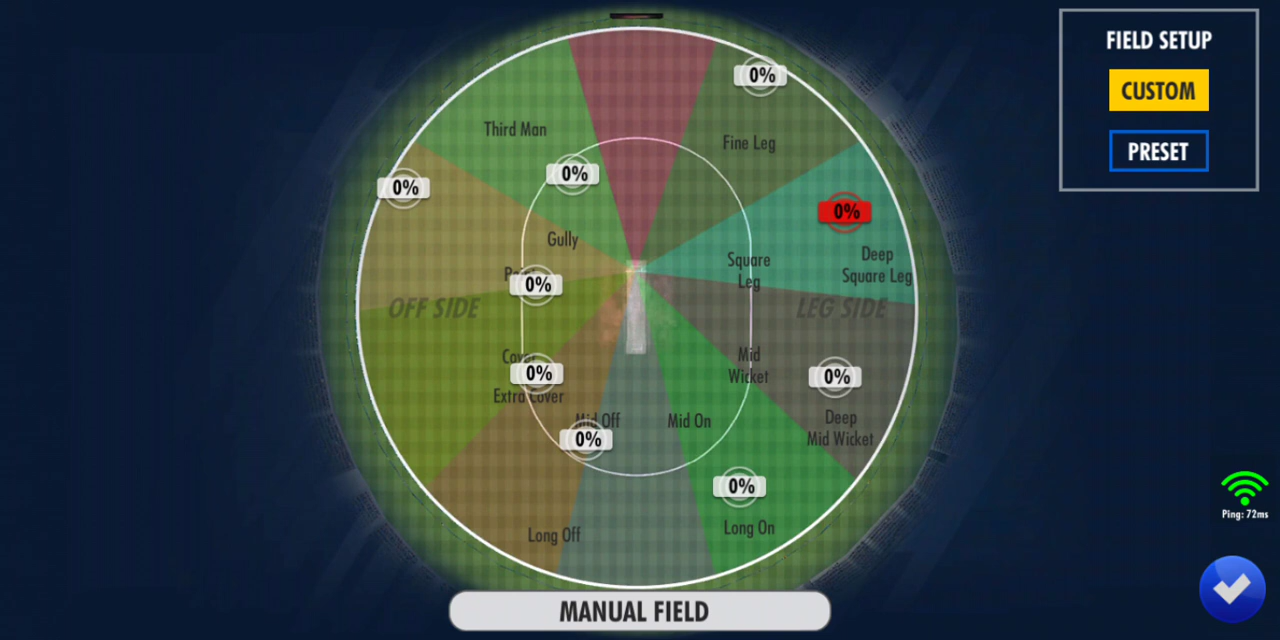 FIELD SETUP
CUSTOM
PRESET
0%
Third Man
Fine Leg
0%
0%
0%
Gully
Square
Leg
Deep
Square Leg
0%
OFF SIDE
LEG SIDE
Cover
Mid
Wicket
0%
0%
Extra Cover
Mid Off
Mid On
Deep
Mid Wicket
0%
0%
Long Off
Long On
Ping: 72ms
MANUAL FIELD